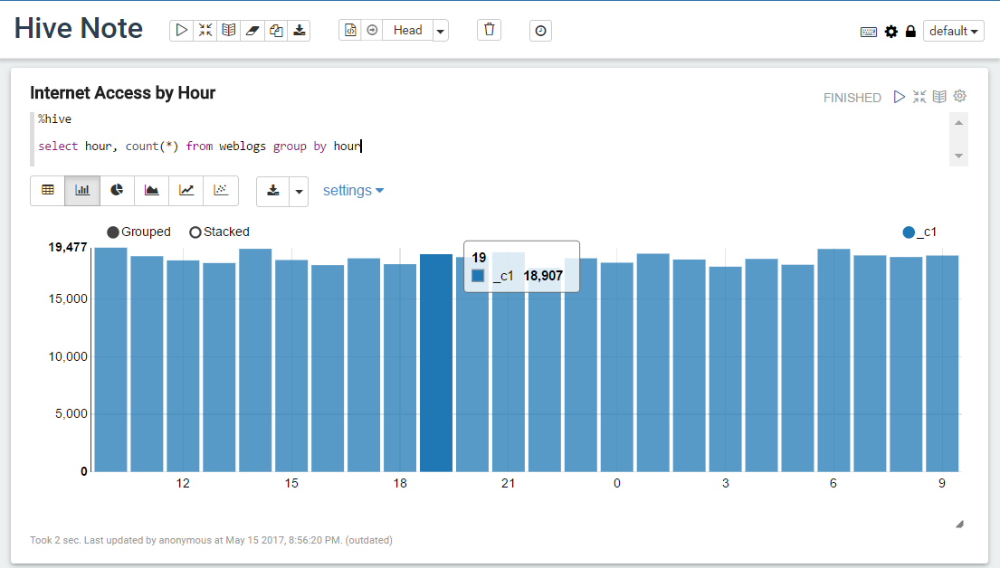 Hive Note
Head
default
Internet Access by Hour
FINISHED
%hive
select hour, count(*) from weblogs group by hour
settings
Grouped
Stacked
_c1
19,477
15,000
10,000
5,000
0
19
_c1 18,907
12
15
18
21
0
3
6
9
Took 2 sec. Last updated by anonymous at May 15 2017, 8:56:20 PM. (outdated)